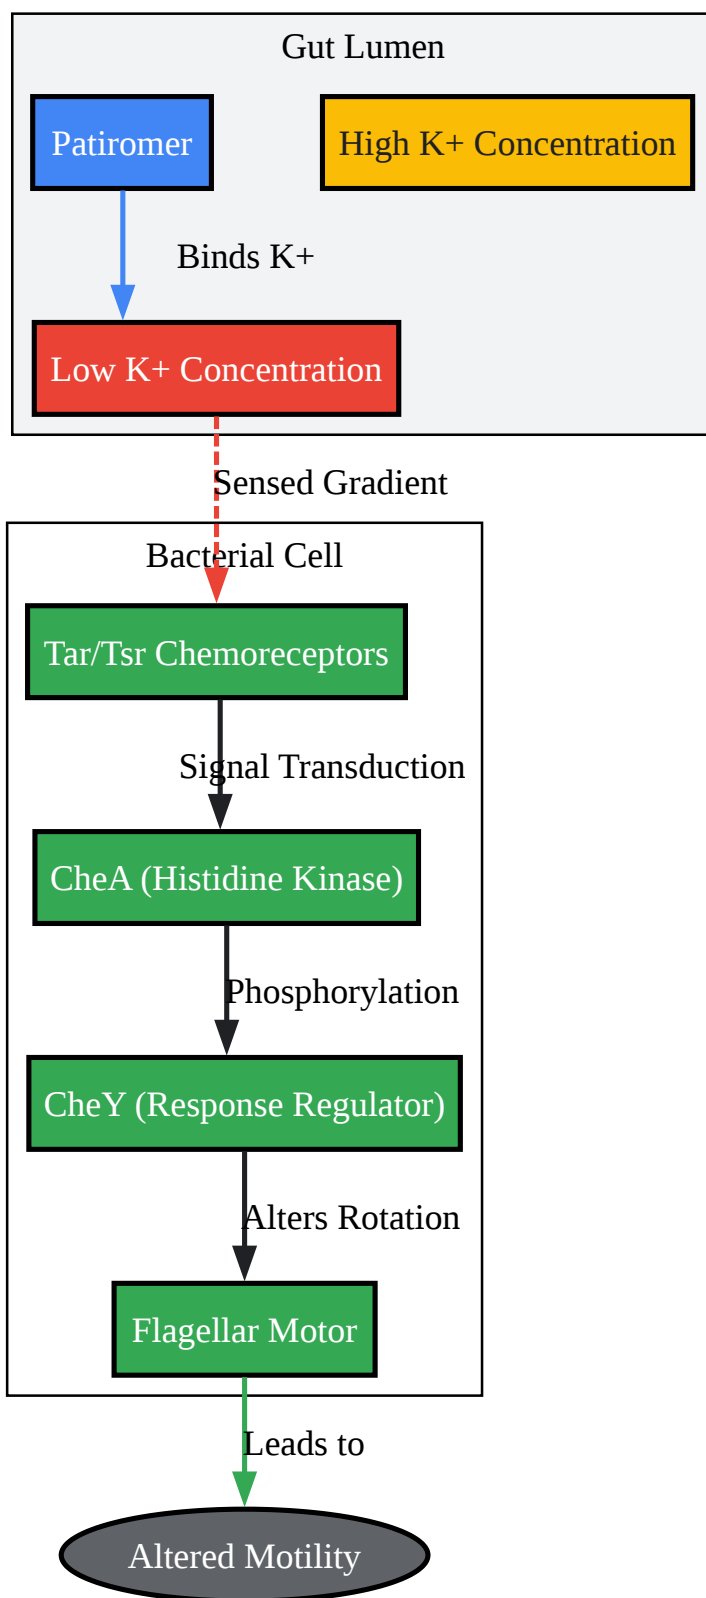 Gut Lumen
Patiromer
High K+ Concentration
Binds K+
Low K+ Concentration
Sensed Gradient
Bacterial Cell
Tar/Tsr Chemoreceptors
Signal Transduction
CheA (Histidine Kinase)
Phosphorylation
CheY (Response Regulator)
Alters Rotation
Flagellar Motor
Leads to
Altered Motility